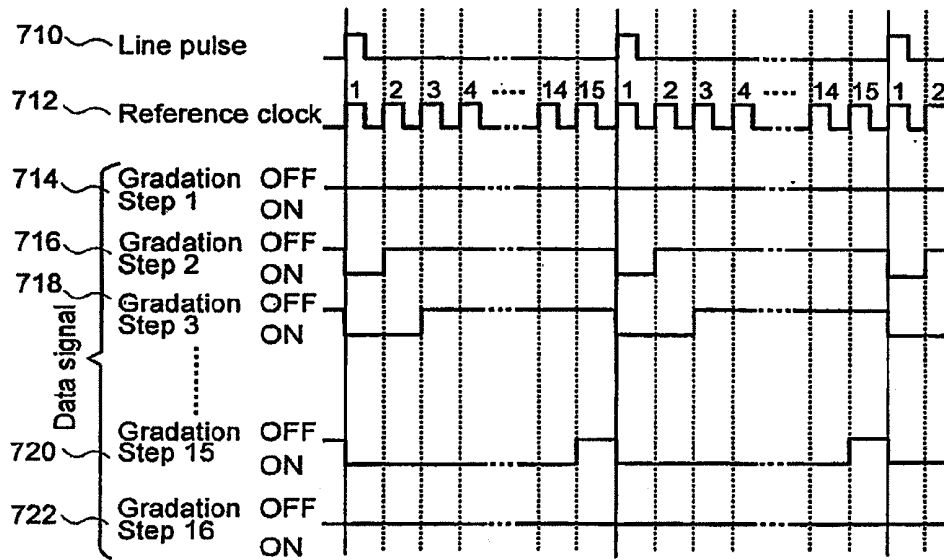 710 Line pulse
712 Reference clock 1 2 3 4 ..... 14 15 1 2 3 4 ..... 14 15 1 2
Data signal
714 Gradation Step 1 OFF ON
716 Gradation Step 2 OFF ON
718 Gradation Step 3 OFF ON
720 Gradation Step 15 OFF ON
722 Gradation Step 16 OFF ON